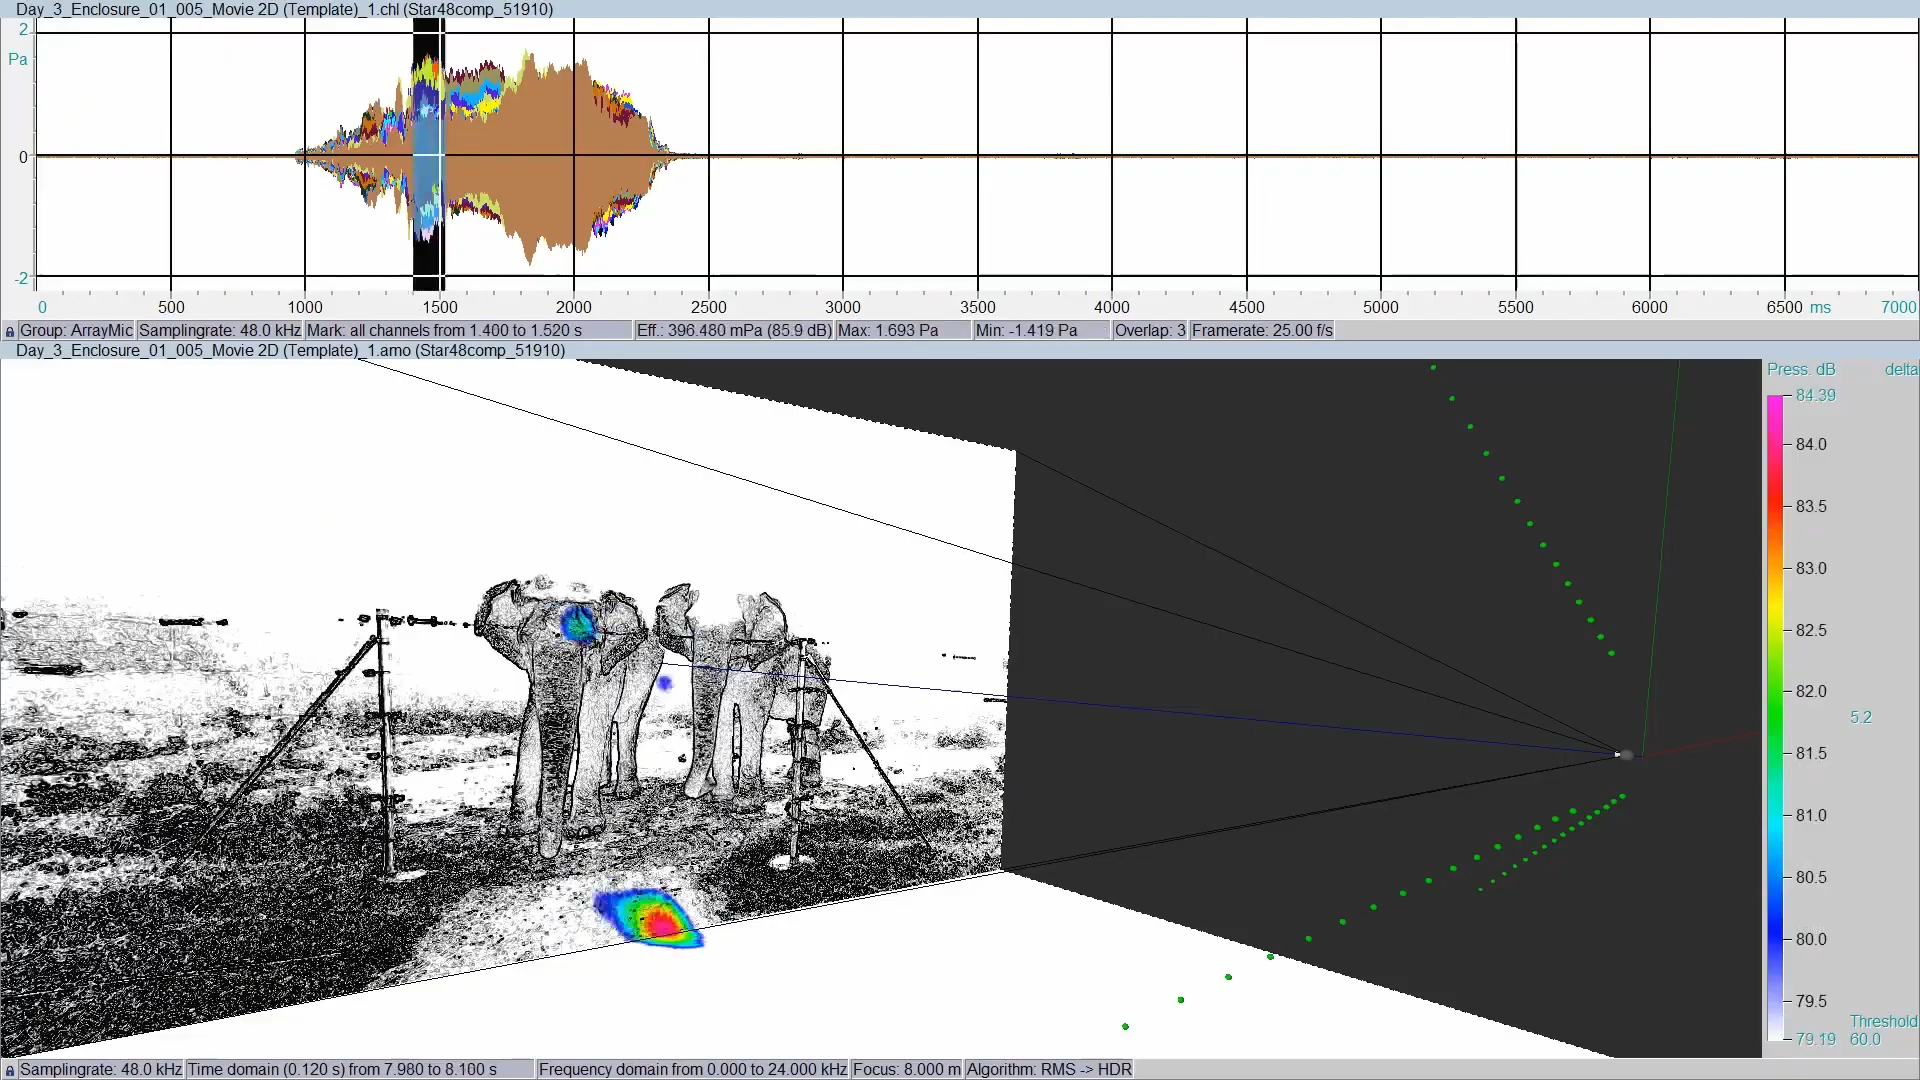 Day_3_Enclosure_01_005_Movie 2D (Template)_1.chl (Star48comp_51910)
2
Pa
0
-2
0 500 1000 1500 2000 2500 3000 3500 4000 4500 5000 5500 6000 6500 ms 7000
Group: ArrayMic Samplingrate: 48.0 kHz Mark: all channels from 1.400 to 1.520 s Eff.: 396.480 mPa (85.9 dB) Max: 1.693 Pa Min: -1.419 Pa Overlap: 3 Framerate: 25.00 f/s
Day_3_Enclosure_01_005_Movie 2D (Template)_1.amo (Star48comp_51910)
Press. dB delta
84.39
84.0
83.5
83.0
82.5
82.0
5.2
81.5
81.0
80.5
80.0
79.5
Threshold
79.19 60.0
Samplingrate: 48.0 kHz Time domain (0.120 s) from 7.980 to 8.100 s Frequency domain from 0.000 to 24.000 kHz Focus: 8.000 m Algorithm: RMS -> HDR